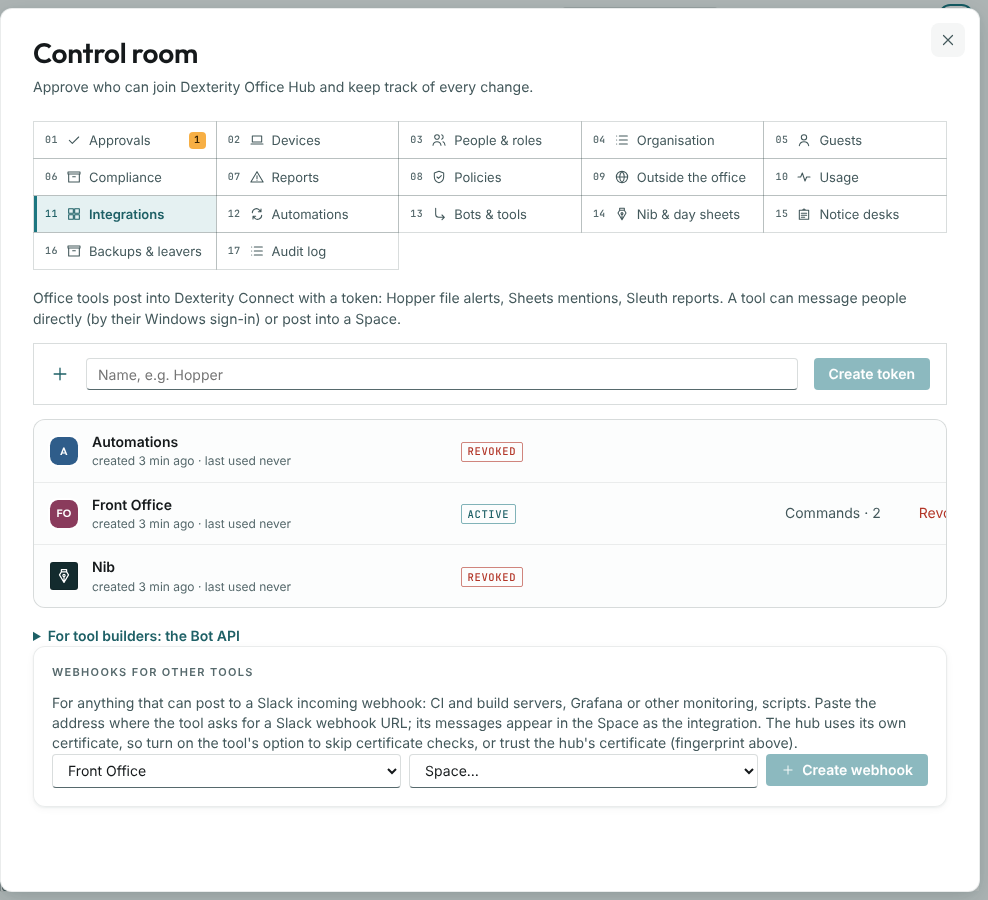 Control room
Approve who can join Dexterity Office Hub and keep track of every change.
01 Approvals 1
02 Devices
03 People & roles
04 Organisation
05 Guests
06 Compliance
07 Reports
08 Policies
09 Outside the office
10 Usage
11 Integrations
12 Automations
13 Bots & tools
14 Nib & day sheets
15 Notice desks
16 Backups & leavers
17 Audit log
Office tools post into Dexterity Connect with a token: Hopper file alerts, Sheets mentions, Sleuth reports. A tool can message people
directly (by their Windows sign-in) or post into a Space.
Name, e.g. Hopper
Create token
A
Automations
created 3 min ago · last used never
REVOKED
FO
Front Office
created 3 min ago · last used never
ACTIVE
Commands · 2
Revo
Nib
created 3 min ago · last used never
REVOKED
For tool builders: the Bot API
WEBHOOKS FOR OTHER TOOLS
For anything that can post to a Slack incoming webhook: CI and build servers, Grafana or other monitoring, scripts. Paste the
address where the tool asks for a Slack webhook URL; its messages appear in the Space as the integration. The hub uses its own
certificate, so turn on the tool's option to skip certificate checks, or trust the hub's certificate (fingerprint above).
Front Office
Space...
+ Create webhook